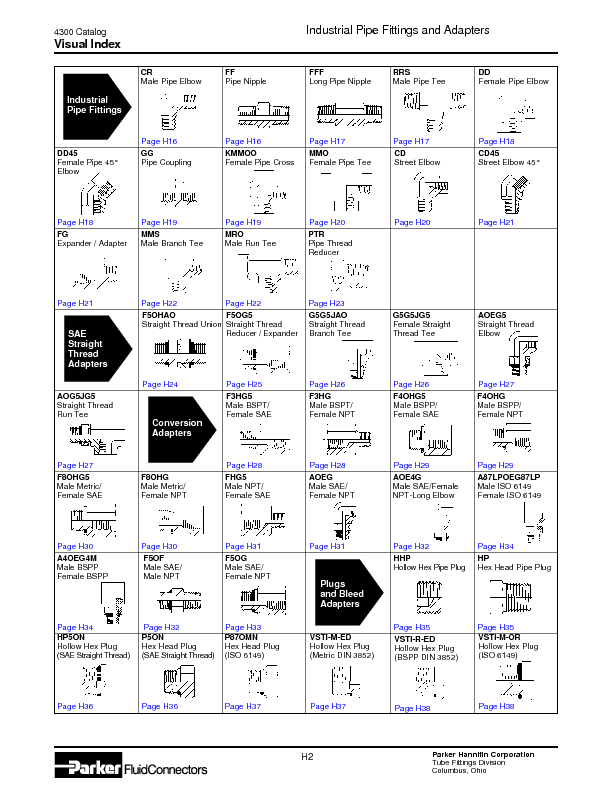 4300 Catalog
Industrial Pipe Fittings and Adapters
Visual Index
Industrial
Pipe Fittings
CR
Male Pipe Elbow
Page H16
FF
Pipe Nipple
Page H16
FFF
Long Pipe Nipple
Page H17
RRS
Male Pipe Tee
Page H17
DD
Female Pipe Elbow
Page H18
DD45
Female Pipe 45°
Elbow
Page H18
GG
Pipe Coupling
Page H19
KMMOO
Female Pipe Cross
Page H19
MMO
Female Pipe Tee
Page H20
CD
Street Elbow
Page H20
CD45
Street Elbow 45°
Page H21
FG
Expander / Adapter
Page H21
MMS
Male Branch Tee
Page H22
MRO
Male Run Tee
Page H22
PTR
Pipe Thread
Reducer
Page H23
SAE
Straight
Thread
Adapters
F5OHAO
Straight Thread Union
Page H24
F5OG5
Straight Thread
Reducer / Expander
Page H25
G5G5JAO
Straight Thread
Branch Tee
Page H26
G5G5JG5
Female Straight
Thread Tee
Page H26
AOEG5
Straight Thread
Elbow
Page H27
AOG5JG5
Straight Thread
Run Tee
Page H27
Conversion
Adapters
F3HG5
Male BSPT/
Female SAE
Page H28
F3HG
Male BSPT/
Female NPT
Page H28
F4OHG5
Male BSPP/
Female SAE
Page H29
F4OHG
Male BSPP/
Female NPT
Page H29
F8OHG5
Male Metric/
Female SAE
Page H30
F8OHG
Male Metric/
Female NPT
Page H30
FHG5
Male NPT/
Female SAE
Page H31
AOEG
Male SAE/
Female NPT
Page H31
AOE4G
Male SAE/Female
NPT-Long Elbow
Page H32
A87LPOEG87LP
Male ISO 6149
Female ISO 6149
Page H34
A4OEG4M
Male BSPP
Female BSPP
Page H34
F5OF
Male SAE/
Male NPT
Page H32
F5OG
Male SAE/
Female NPT
Page H33
Plugs
and Bleed
Adapters
HHP
Hollow Hex Pipe Plug
Page H35
HP
Hex Head Pipe Plug
Page H35
HP5ON
Hollow Hex Plug
(SAE Straight Thread)
Page H36
P5ON
Hex Head Plug
(SAE Straight Thread)
Page H36
P87OMN
Hex Head Plug
(ISO 6149)
Page H37
VSTI-M-ED
Hollow Hex Plug
(Metric DIN 3852)
Page H37
VSTI-R-ED
Hollow Hex Plug
(BSPP DIN 3852)
Page H38
VSTI-M-OR
Hollow Hex Plug
(ISO 6149)
Page H38
Parker FluidConnectors
H2
Parker Hannifin Corporation
Tube Fittings Division
Columbus, Ohio